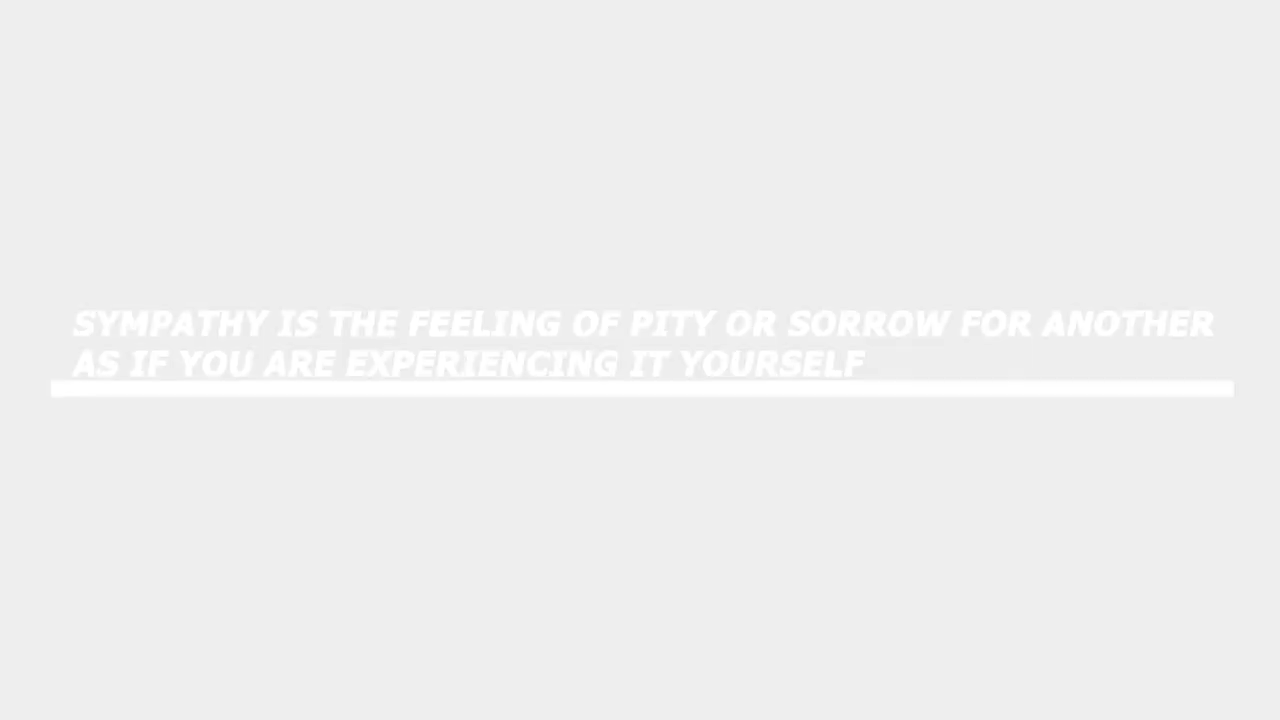 SYMPATHY IS THE FEELING OF PITY OR SORROW FOR ANOTHER
AS IF YOU ARE EXPERIENCING IT YOURSELF